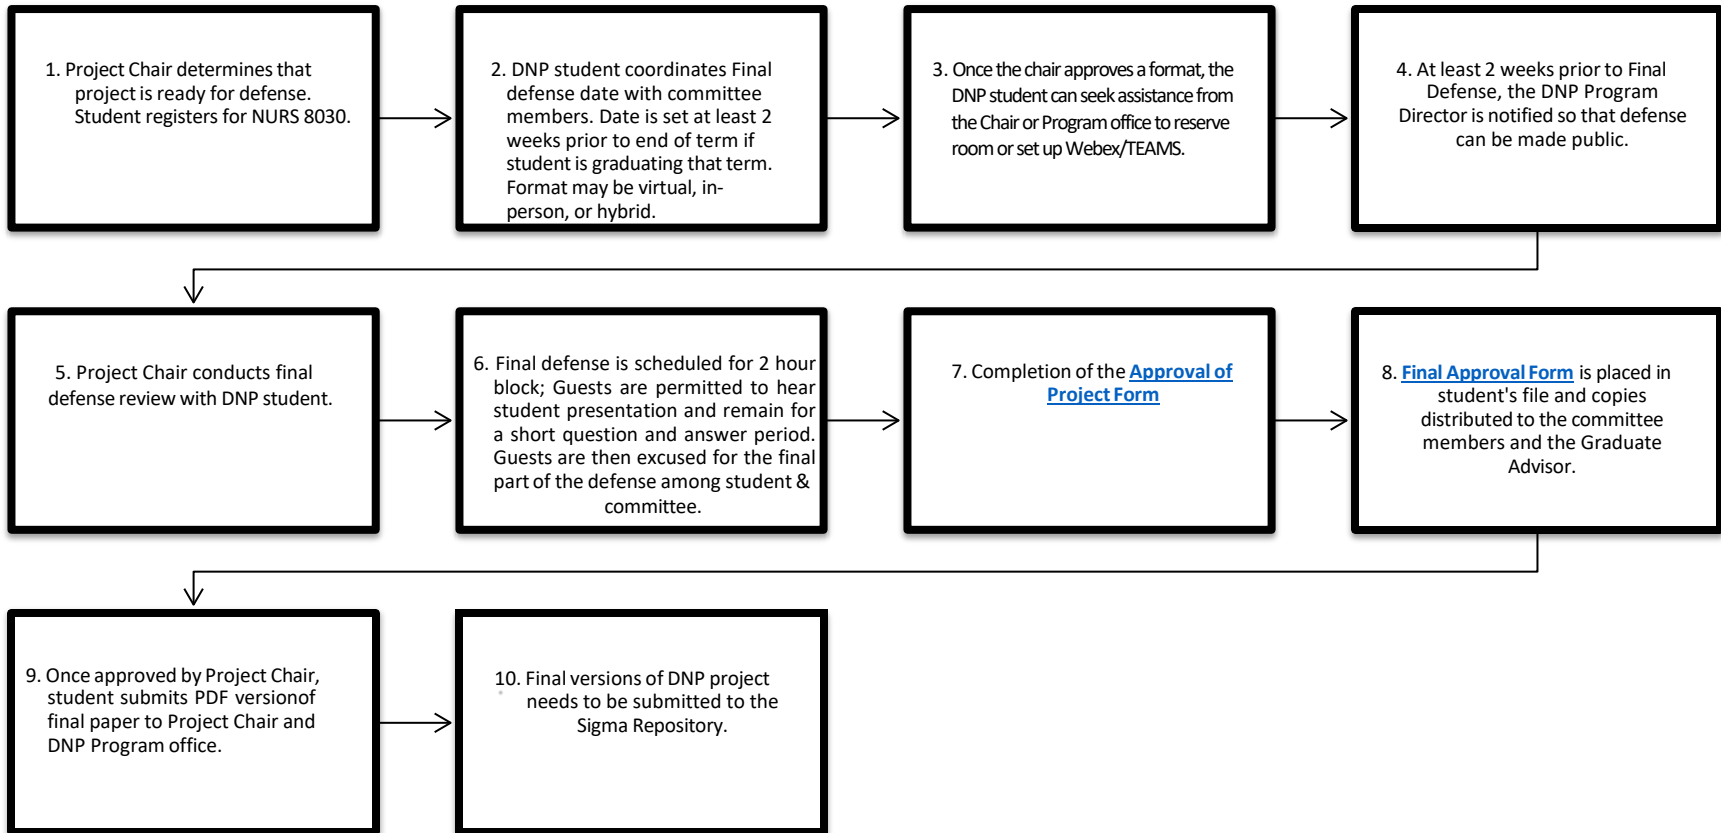 1. Project Chair determines that
project is ready for defense.
Student registers for NURS 8030.
2. DNP student coordinates Final
defense date with committee
members. Date is set at least 2
weeks prior to end of term if
student is graduating that term.
Format may be virtual, in-
person, or hybrid.
3. Once the chair approves a format, the
DNP student can seek assistance from
the Chair or Program office to reserve
room or set up Webex/TEAMS.
4. At least 2 weeks prior to Final
Defense, the DNP Program
Director is notified so that defense
can be made public.
5. Project Chair conducts final
defense review with DNP student.
6. Final defense is scheduled for 2 hour
block; Guests are permitted to hear
student presentation and remain for
a short question and answer period.
Guests are then excused for the final
part of the defense among student &
committee.
7. Completion of the Approval of
Project Form
8. Final Approval Form is placed in
student's file and copies
distributed to the committee
members and the Graduate
Advisor.
9. Once approved by Project Chair,
student submits PDF versionof
final paper to Project Chair and
DNP Program office.
10. Final versions of DNP project
needs to be submitted to the
Sigma Repository.